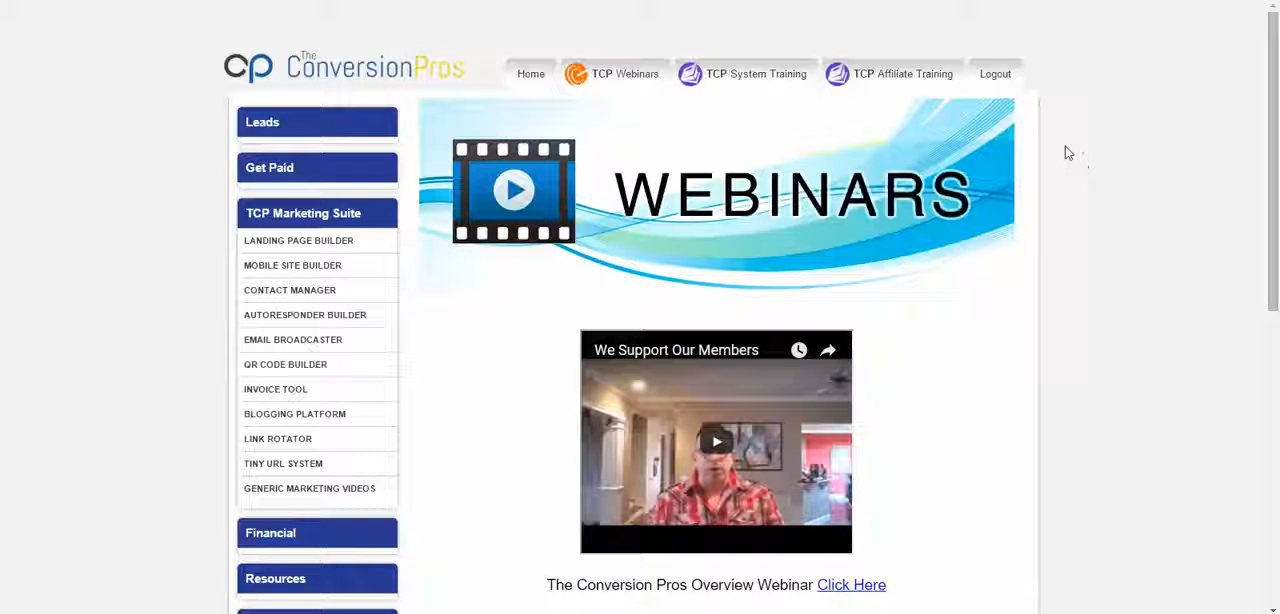 The ConversionPros
Home
TCP Webinars
TCP System Training
TCP Affiliate Training
Logout
Leads
Get Paid
TCP Marketing Suite
LANDING PAGE BUILDER
MOBILE SITE BUILDER
CONTACT MANAGER
AUTORESPONDER BUILDER
EMAIL BROADCASTER
QR CODE BUILDER
INVOICE TOOL
BLOGGING PLATFORM
LINK ROTATOR
TINY URL SYSTEM
GENERIC MARKETING VIDEOS
Financial
Resources
WEBINARS
We Support Our Members
The Conversion Pros Overview Webinar Click Here